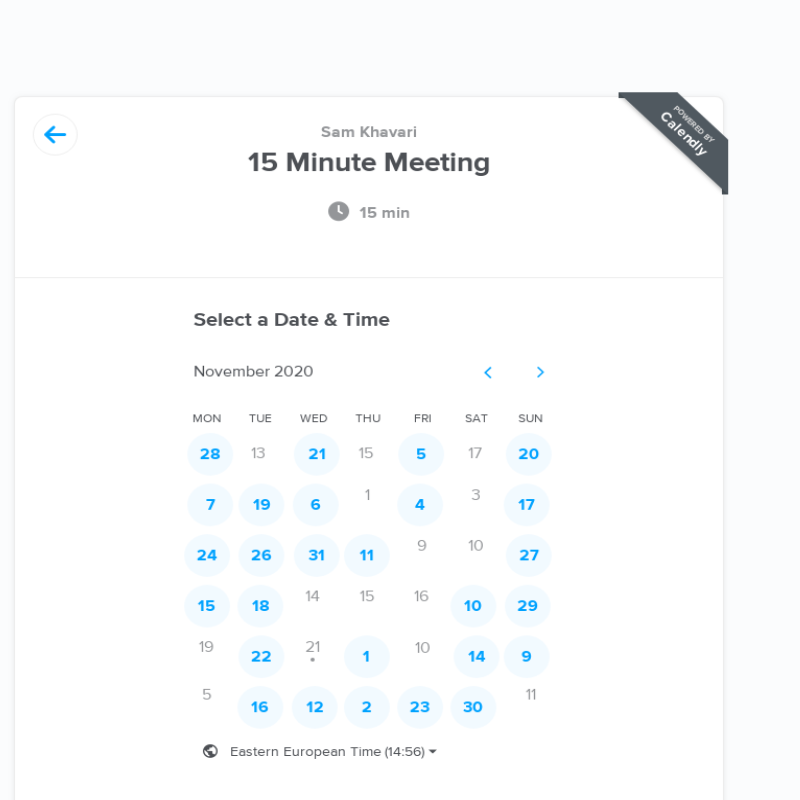 POWERED BY
Calendly
Sam Khavari
15 Minute Meeting
15 min
Select a Date & Time
November 2020
MON TUE WED THU FRI SAT SUN
28 13 21 15 5 17 20
7 19 6 1 4 3 17
24 26 31 11 9 10 27
15 18 14 15 16 10 29
19 22 21 1 10 14 9
5 16 12 2 23 30 11
Eastern European Time (14:56)